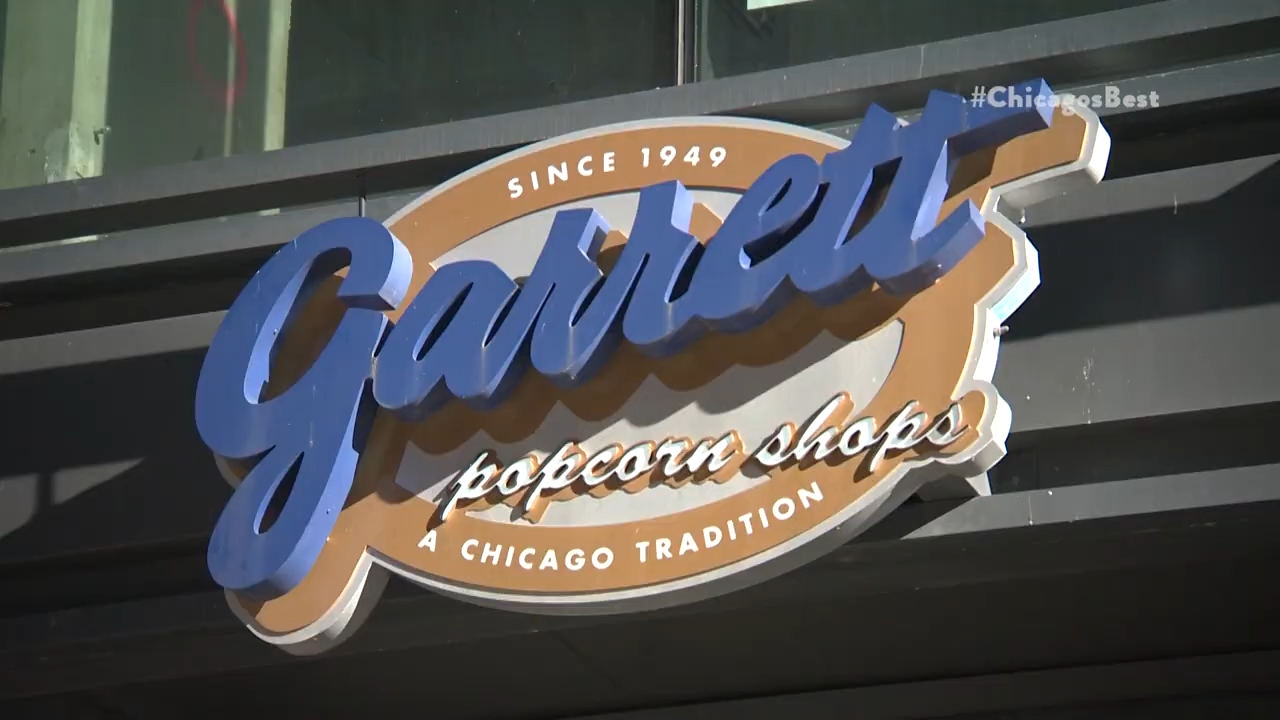 #ChicagosBest
SINCE 1949
Garrett
popcorn shops
A CHICAGO TRADITION